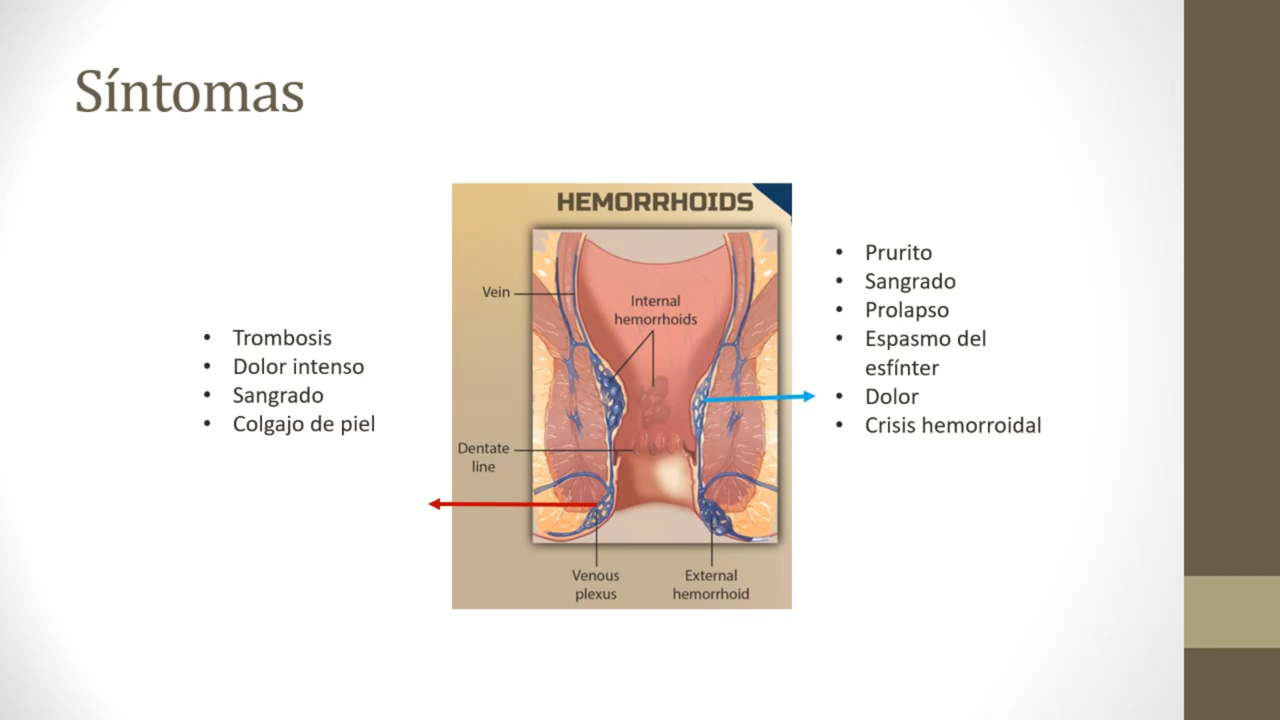 Síntomas
Trombosis
Dolor intenso
Sangrado
Colgajo de piel
HEMORRHOIDS
Vein
Internal
hemorrhoids
Dentate
line
Venous
plexus
External
hemorrhoid
Prurito
Sangrado
Prolapso
Espasmo del
esfínter
Dolor
Crisis hemorroidal